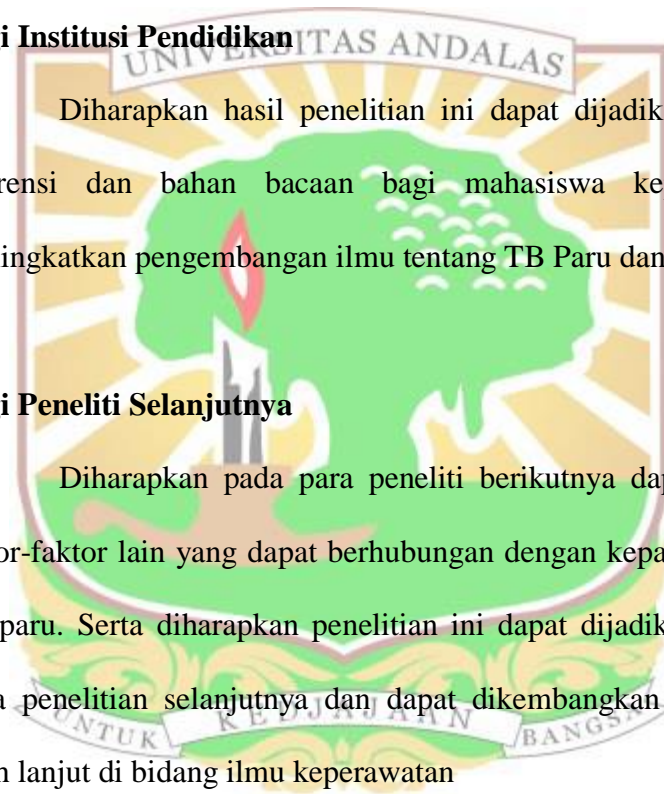 gi Institusi Pendidikan
UNIVERSITAS ANDALAS
Diharapkan hasil penelitian ini dapat dijadik
rensi dan bahan bacaan bagi mahasiswa ke
ingkatkan pengembangan ilmu tentang TB Paru dan
gi Peneliti Selanjutnya
Diharapkan pada para peneliti berikutnya dap
or-faktor lain yang dapat berhubungan dengan kepa
paru. Serta diharapkan penelitian ini dapat dijadik
a penelitian selanjutnya dan dapat dikembangkan
UNTUK KEDJAJAAN BANGSA
n lanjut di bidang ilmu keperawatan